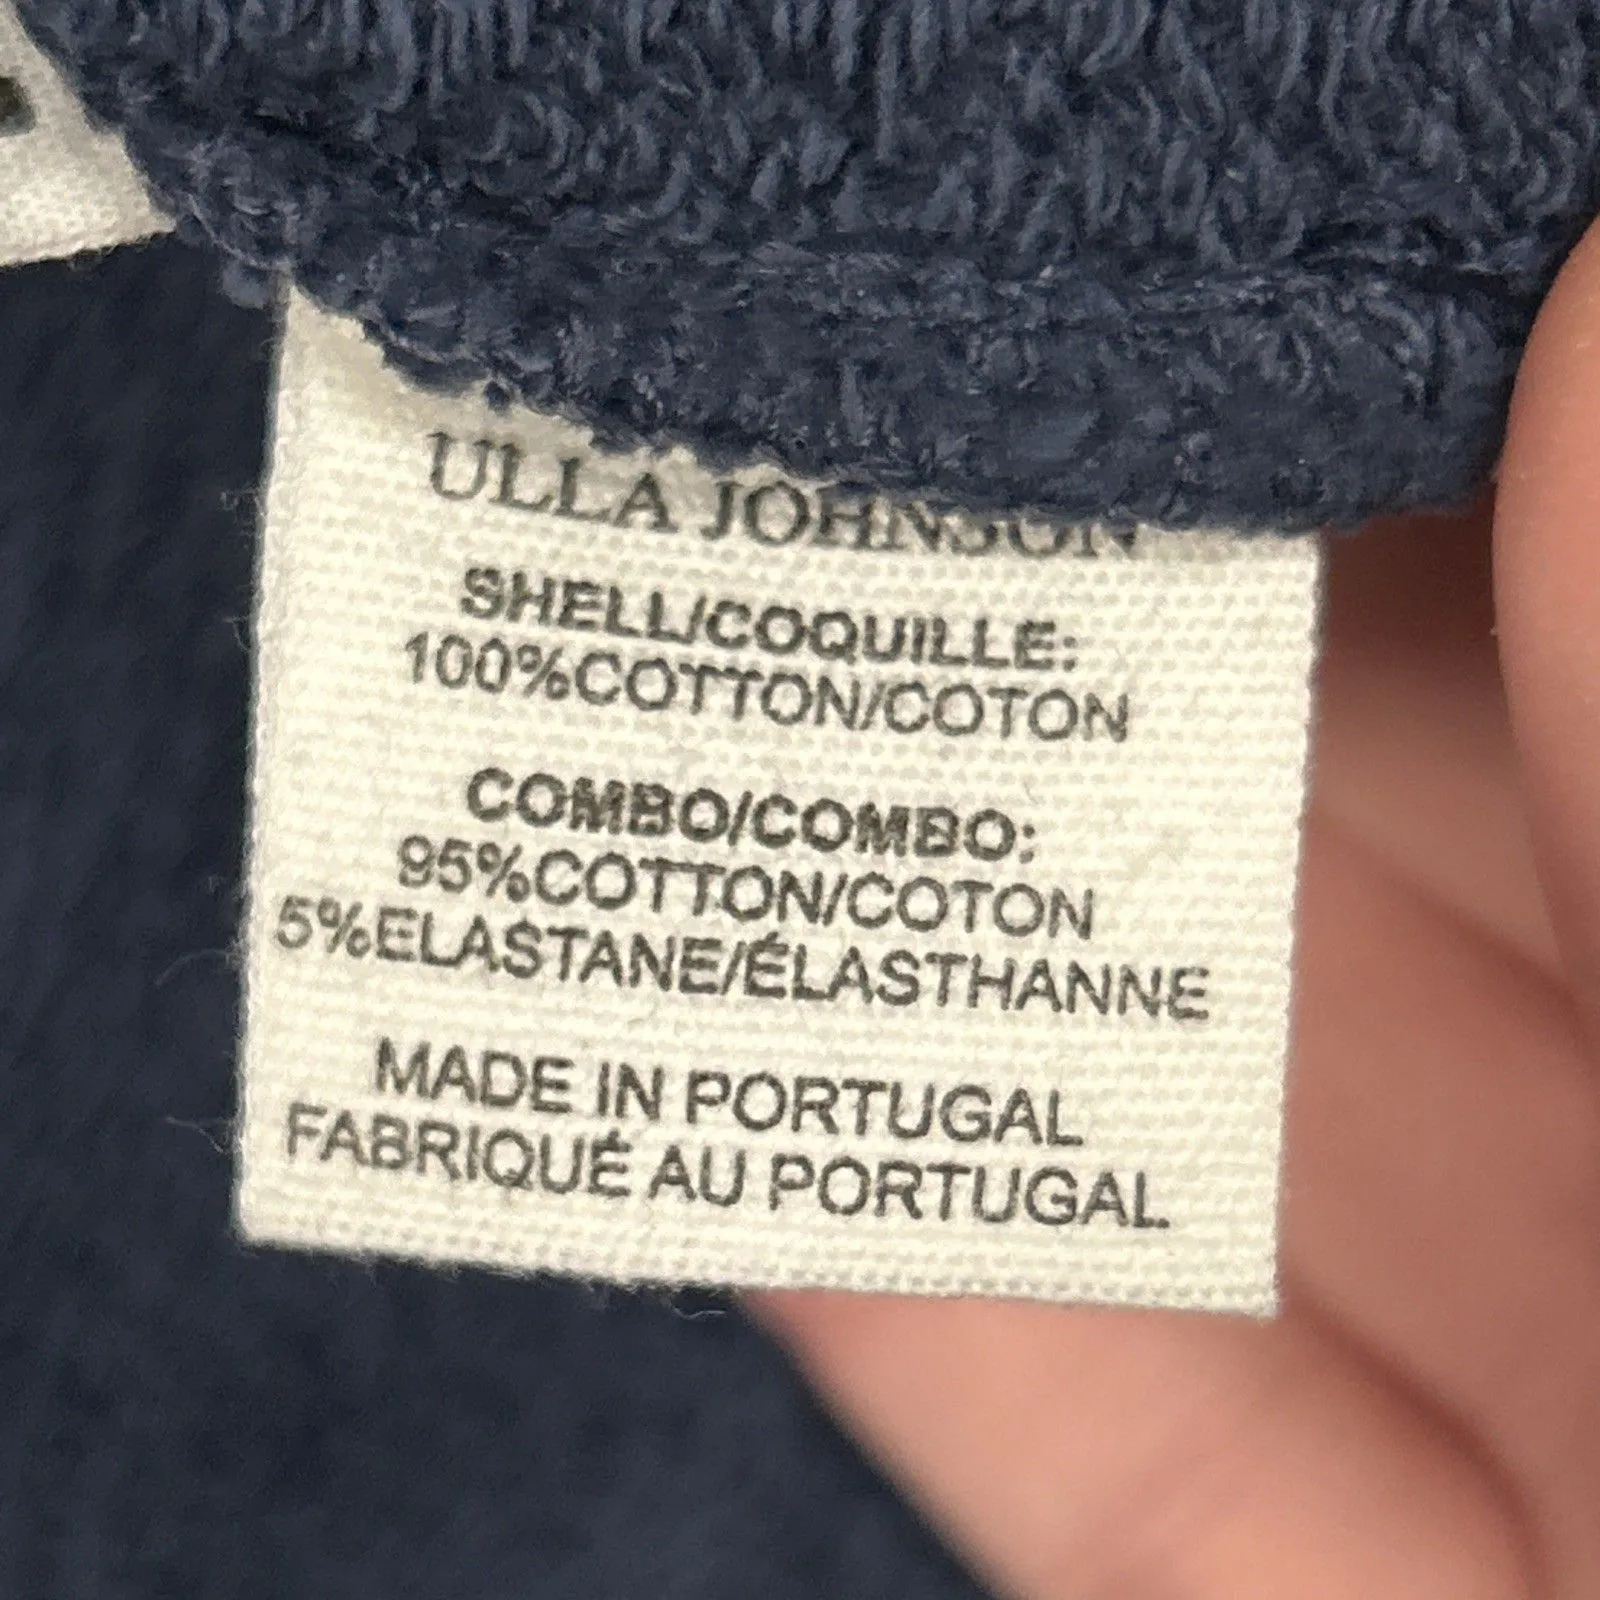 ULLA JOHNSON
SHELL/COQUILLE:
100%COTTON/COTON
COMBO/COMBO:
95%COTTON/COTON
5%ELASTANE/ÉLASTHANNE
MADE IN PORTUGAL
FABRIQUÉ AU PORTUGAL